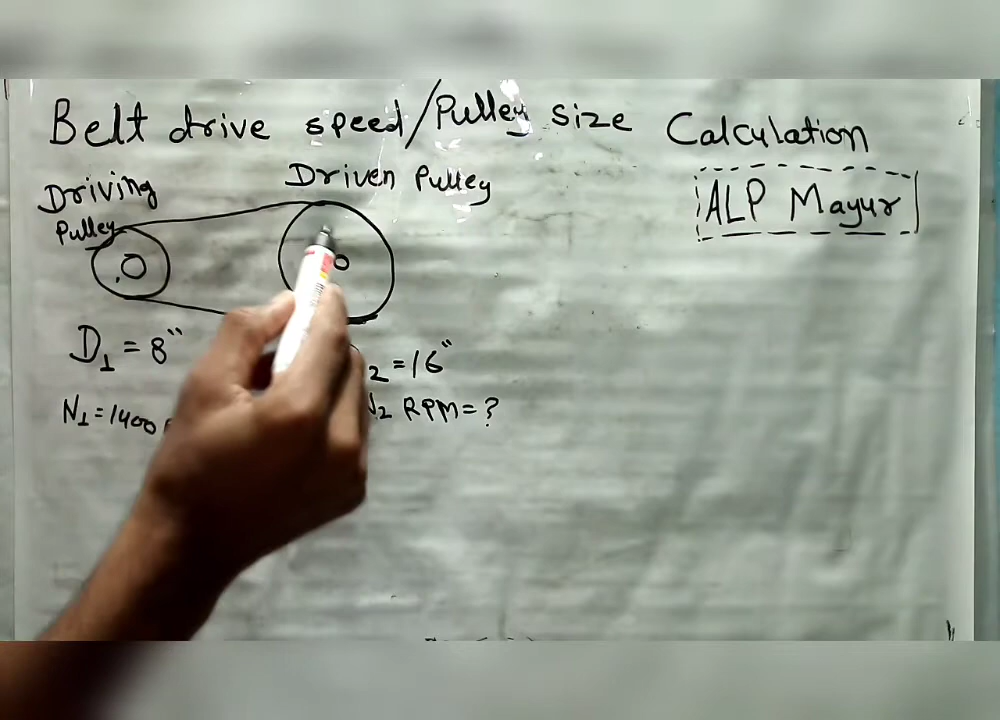 Belt drive speed/Pulley size Calculation
ALP Mayur
Driving Pulley
Driven Pulley
D1 = 8"
2 = 16"
N1 = 1400
N2 RPM = ?